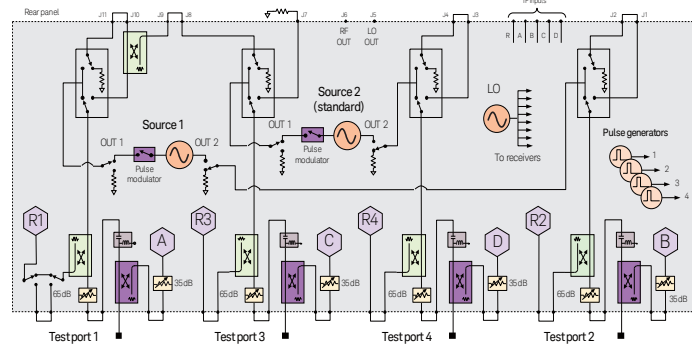 Rear panel
J11
J10
J9
J8
J7
J6
J5
J4
J3
J2
J1
RF
OUT
LO
OUT
IF inputs
R
A
B
C
D
Source 1
OUT 1
OUT 2
Pulse
modulator
Source 2
(standard)
OUT 1
OUT 2
Pulse
modulator
LO
To receivers
Pulse generators
1
2
3
4
R1
A
R3
C
R4
D
R2
B
65dB
35dB
65dB
35dB
65dB
35dB
65dB
35dB
Test port 1
Test port 3
Test port 4
Test port 2